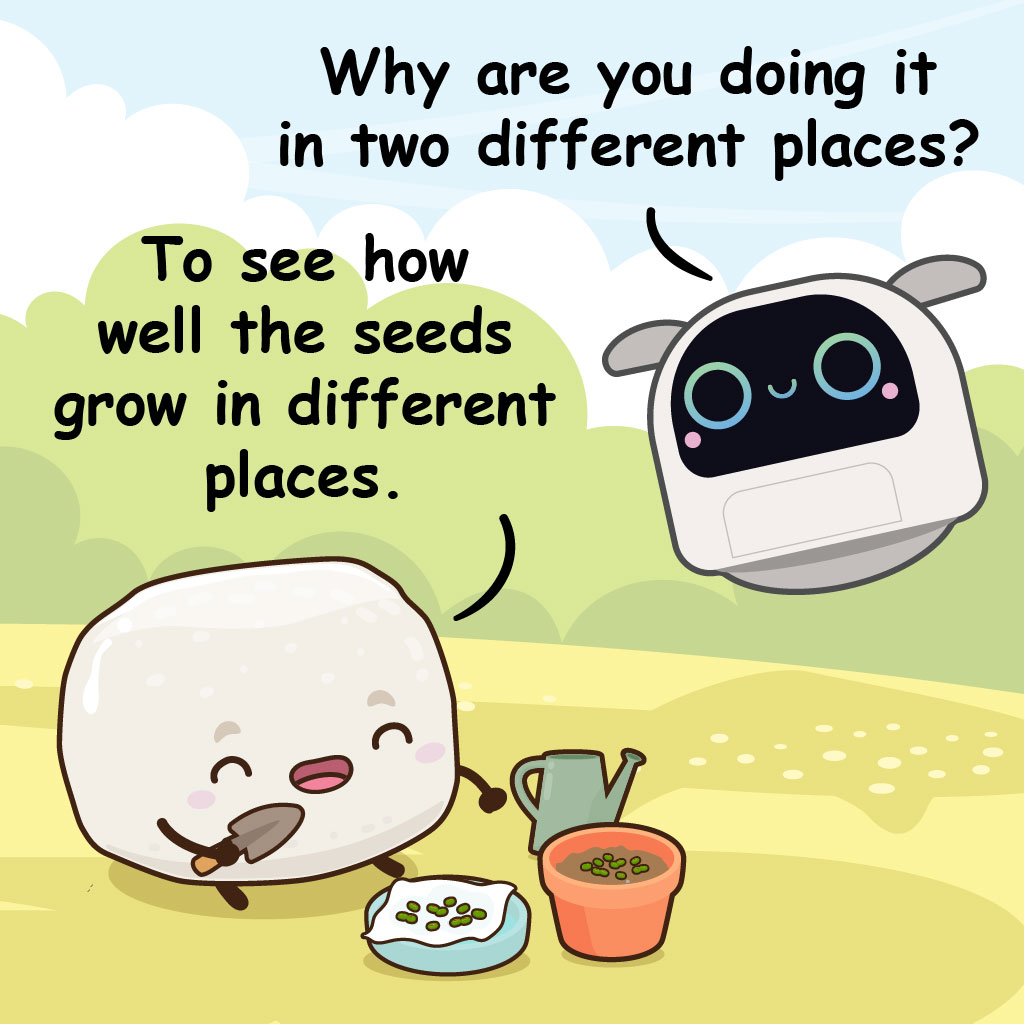 Why are you doing it
in two different places?
To see how
well the seeds
grow in different
places.